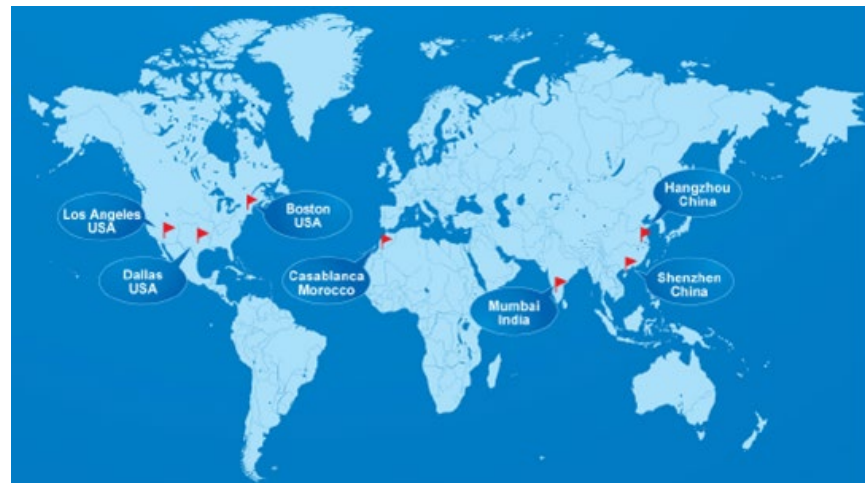 Los Angeles
USA
Dallas
USA
Boston
USA
Casablanca
Morocco
Mumbai
India
Hangzhou
China
Shenzhen
China